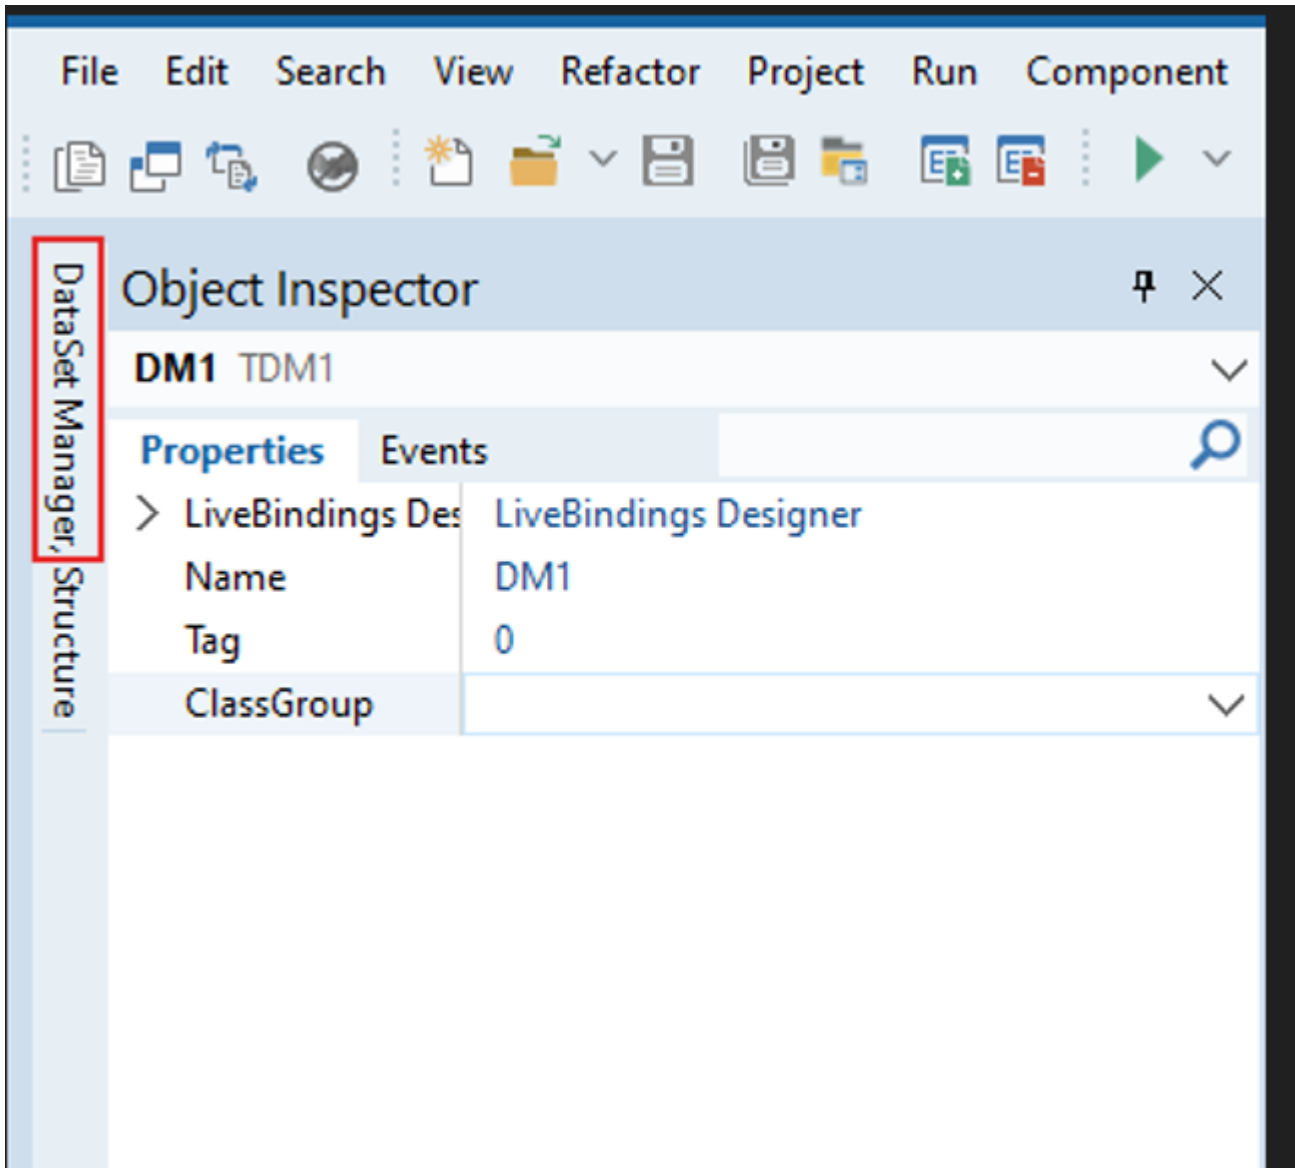 File Edit Search View Refactor Project Run Component
DataSet Manager, Structure
Object Inspector
DM1 TDM1
Properties Events
LiveBindings Des LiveBindings Designer
Name DM1
Tag 0
ClassGroup